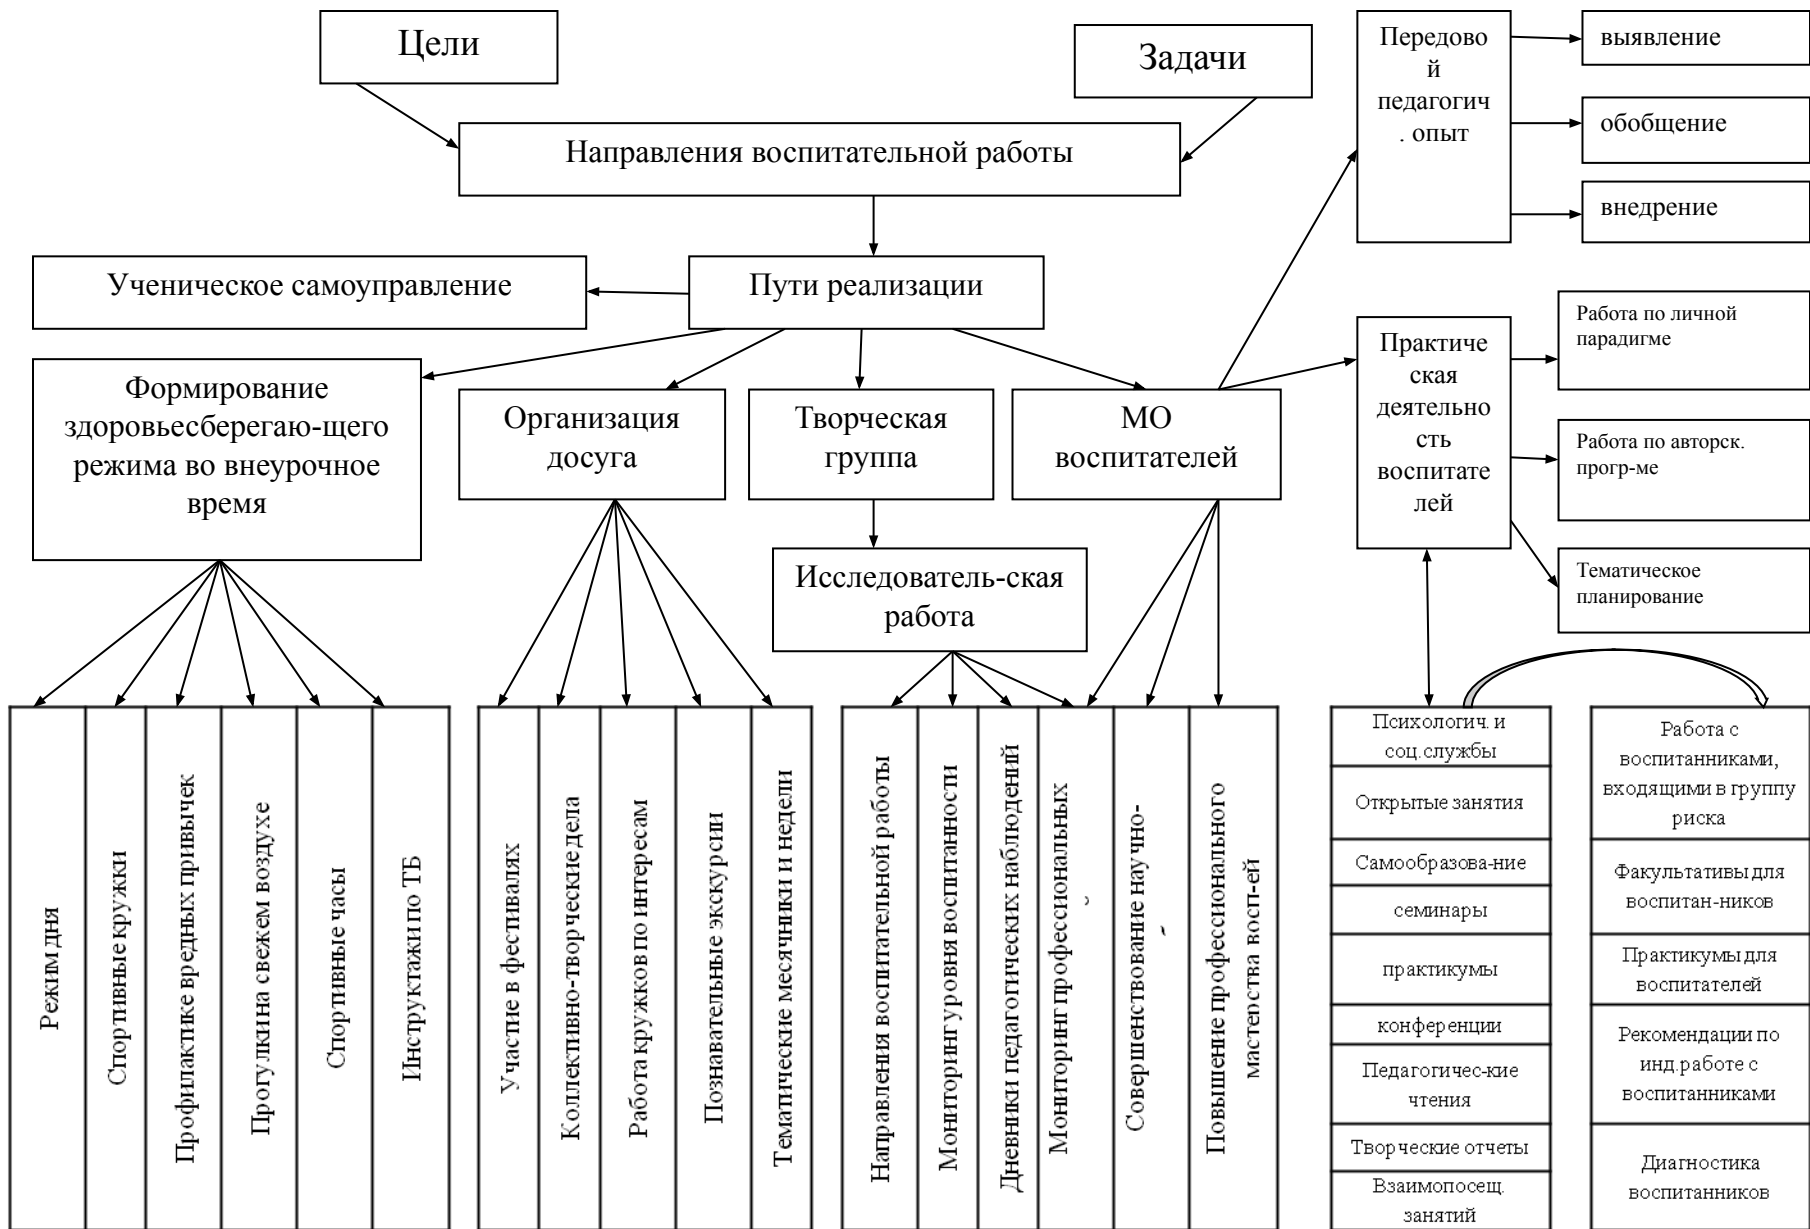 Цели
Задачи
Направления воспитательной работы
Ученическое самоуправление
Пути реализации
Формирование
здоровьесберегаю-щего
режима во внеурочное
время
Организация
досуга
Творческая
группа
МО
воспитателей
Исследователь-ская
работа
Передово
й
педагогич
. опыт
выявление
обобщение
внедрение
Практиче
ская
деятельно
сть
воспитате
лей
Работа по личной
парадигме
Работа по авторск.
прогр-ме
Тематическое
планирование
Режим дня
Спортивные кружки
Профилактике вредных привычек
Прогулки на свежем воздухе
Спортивные часы
Инструктажи по ТБ
Участие в фестивалях
Коллективно-творческие дела
Работа кружков по интересам
Познавательные экскурсии
Тематические месячники и недели
Направления воспитательной работы
Мониторинг уровня воспитанности
Дневники педагогических наблюдений
Мониторинг профессиональных
Совершенствование научно-
Повышение профессионального
мастерства восп-ей
Психологич. и
соц.службы
Открытые занятия
Самообразова-ние
семинары
практикумы
конференции
Педагогичес-кие
чтения
Творческие отчеты
Взаимопосещ.
занятий
Работа с
воспитанниками,
входящими в группу
риска
Факультативы для
воспитан-ников
Практикумы для
воспитателей
Рекомендации по
инд.работе с
воспитанниками
Диагностика
воспитанников